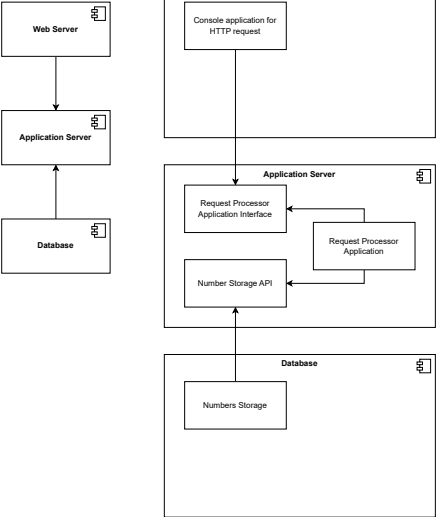 Web Server
Application Server
Database
Console application for
HTTP request
Application Server
Request Processor
Application Interface
Request Processor
Application
Number Storage API
Database
Numbers Storage